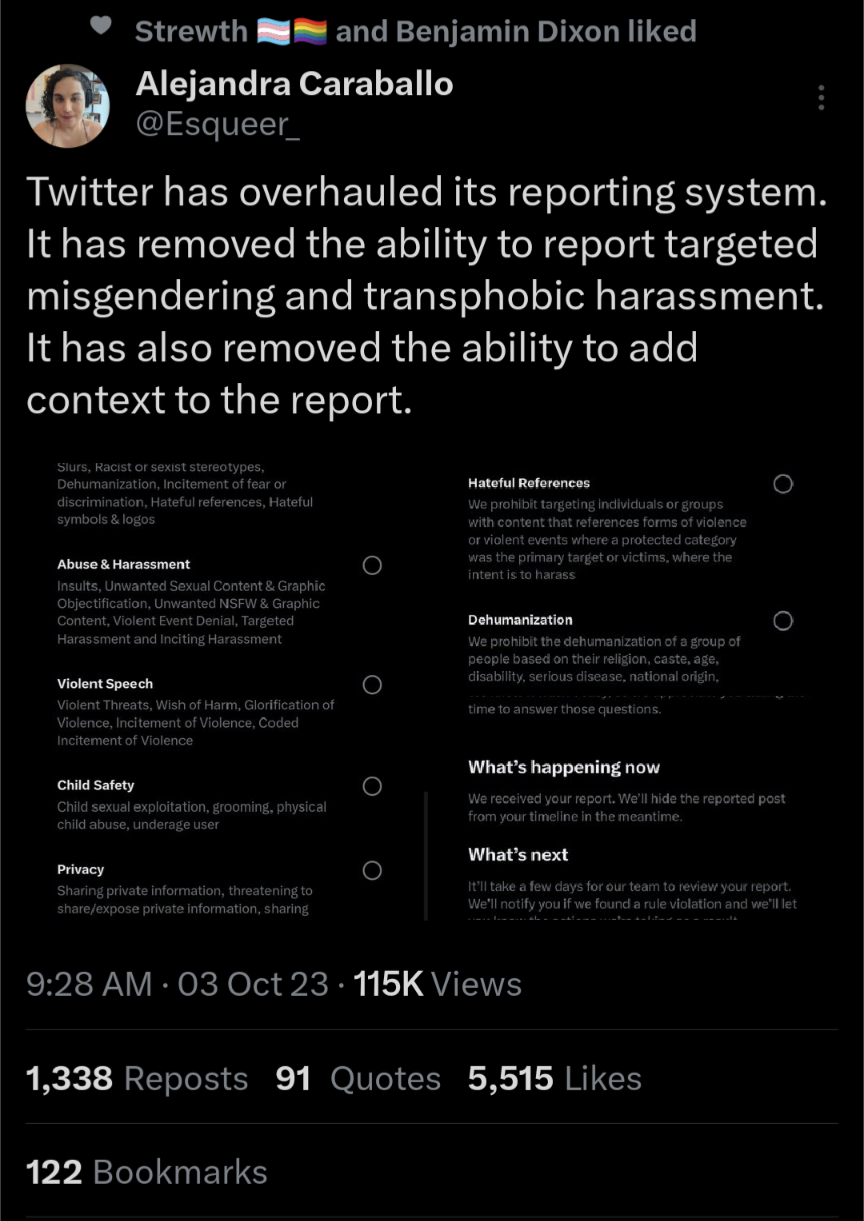 Strewth 🏳️‍⚧️🏳️‍🌈 and Benjamin Dixon liked
Alejandra Caraballo
@Esqueer_
Twitter has overhauled its reporting system.
It has removed the ability to report targeted
misgendering and transphobic harassment.
It has also removed the ability to add
context to the report.
Slurs, Racist or sexist stereotypes,
Dehumanization, Incitement of fear or
discrimination, Hateful references, Hateful
symbols & logos
Abuse & Harassment
Insults, Unwanted Sexual Content & Graphic
Objectification, Unwanted NSFW & Graphic
Content, Violent Event Denial, Targeted
Harassment and Inciting Harassment
Violent Speech
Violent Threats, Wish of Harm, Glorification of
Violence, Incitement of Violence, Coded
Incitement of Violence
Child Safety
Child sexual exploitation, grooming, physical
child abuse, underage user
Privacy
Sharing private information, threatening to
share/expose private information, sharing
Hateful References
We prohibit targeting individuals or groups
with content that references forms of violence
or violent events where a protected category
was the primary target or victims, where the
intent is to harass
Dehumanization
We prohibit the dehumanization of a group of
people based on their religion, caste, age,
disability, serious disease, national origin,
time to answer those questions.
What's happening now
We received your report. We'll hide the reported post
from your timeline in the meantime.
What's next
It'll take a few days for our team to review your report.
We'll notify you if we found a rule violation and we'll let
9:28 AM · 03 Oct 23 · 115K Views
1,338 Reposts 91 Quotes 5,515 Likes
122 Bookmarks